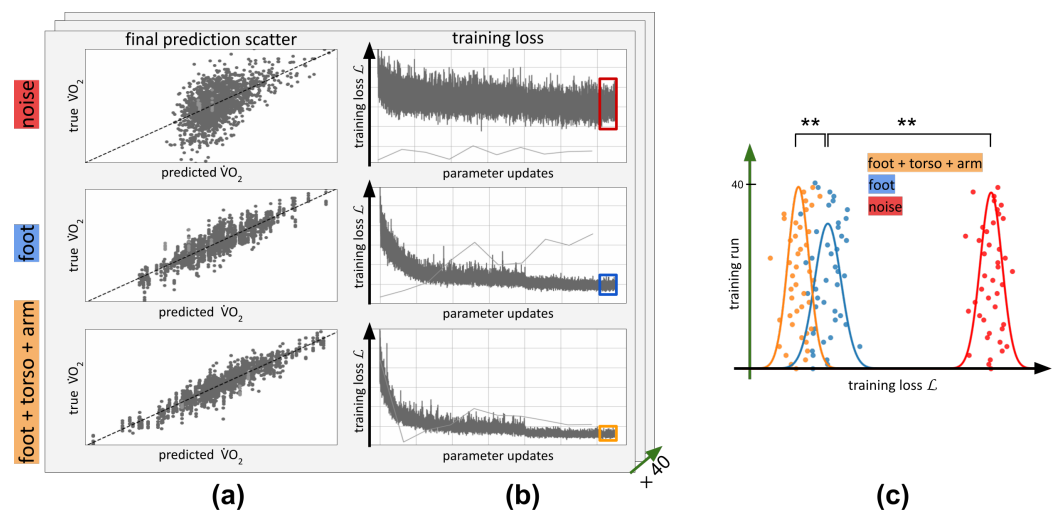 final prediction scatter
training loss
noise
true V̇O₂
predicted V̇O₂
training loss ℒ
parameter updates
foot
true V̇O₂
predicted V̇O₂
training loss ℒ
parameter updates
foot + torso + arm
true V̇O₂
predicted V̇O₂
training loss ℒ
parameter updates
× 40
(a)
(b)
**
**
foot + torso + arm
foot
noise
40
training run
0
training loss ℒ
(c)